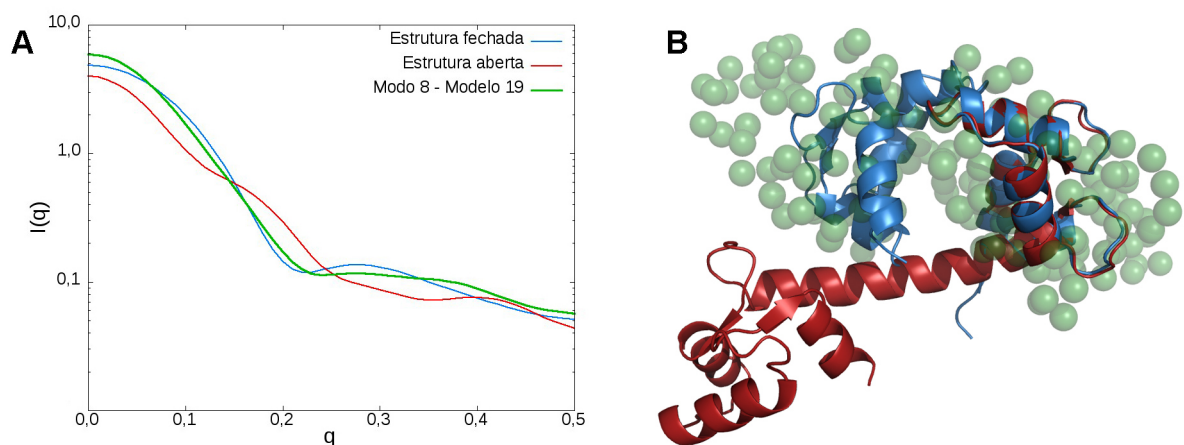 A
10,0
1,0
0,1
I(q)
Estrutura fechada
Estrutura aberta
Modo 8 - Modelo 19
0,0
0,1
0,2
0,3
0,4
0,5
q
B